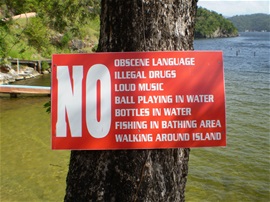 NO
OBSCENE LANGUAGE
ILLEGAL DRUGS
LOUD MUSIC
BALL PLAYING IN WATER
BOTTLES IN WATER
FISHING IN BATHING AREA
WALKING AROUND ISLAND